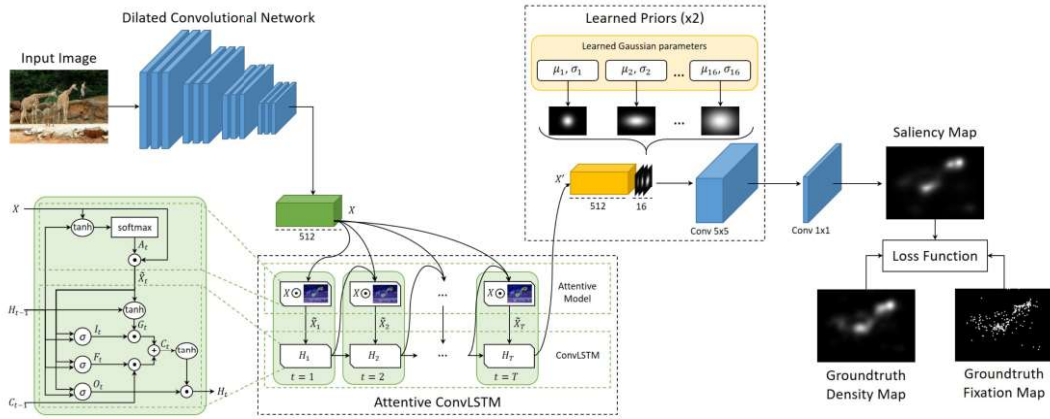 Dilated Convolutional Network
Input Image
Learned Priors (x2)
Learned Gaussian parameters
μ₁, σ₁
μ₂, σ₂
...
μ₁₆, σ₁₆
...
X'
512
16
Conv 5x5
Conv 1x1
Saliency Map
Loss Function
Groundtruth
Density Map
Groundtruth
Fixation Map
X
512
X
tanh
softmax
Aₜ
X̃ₜ
Hₜ₋₁
tanh
Gₜ
σ
Iₜ
σ
Fₜ
Cₜ
tanh
σ
Oₜ
Cₜ₋₁
Hₜ
X
X
...
X
Attentive
Model
X̃₁
X̃₂
X̃_T
H₁
H₂
...
H_T
ConvLSTM
t = 1
t = 2
t = T
Attentive ConvLSTM